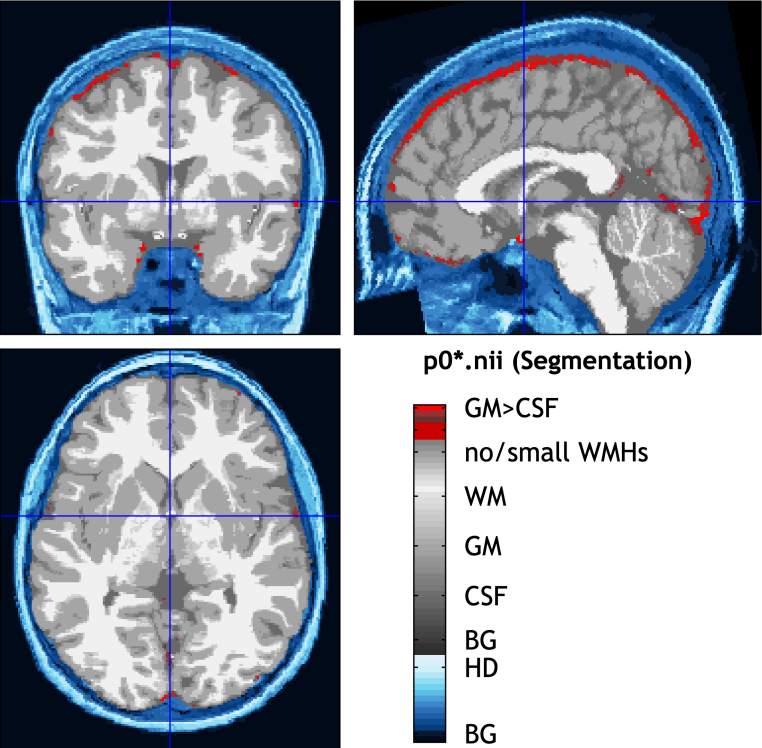 p0*.nii (Segmentation)
GM>CSF
no/small WMHs
WM
GM
CSF
BG
HD
BG